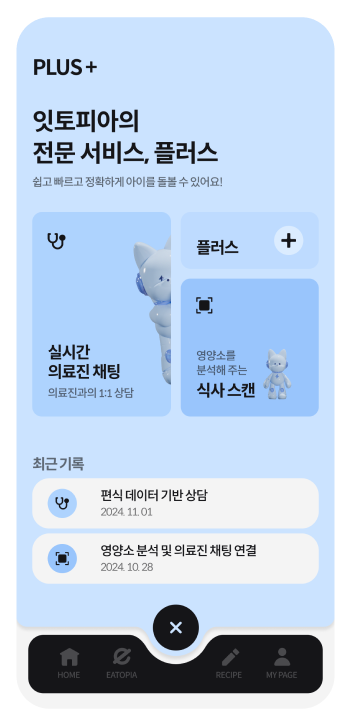 PLUS+
잇토피아의
전문 서비스, 플러스
쉽고 빠르고 정확하게 아이를 돌볼 수 있어요!
실시간
의료진 채팅
의료진과의 1:1 상담
플러스
영양소를
분석해 주는
식사 스캔
최근 기록
편식 데이터 기반 상담
2024. 11. 01
영양소 분석 및 의료진 채팅 연결
2024. 10. 28
HOME
EATOPIA
RECIPE
MY PAGE